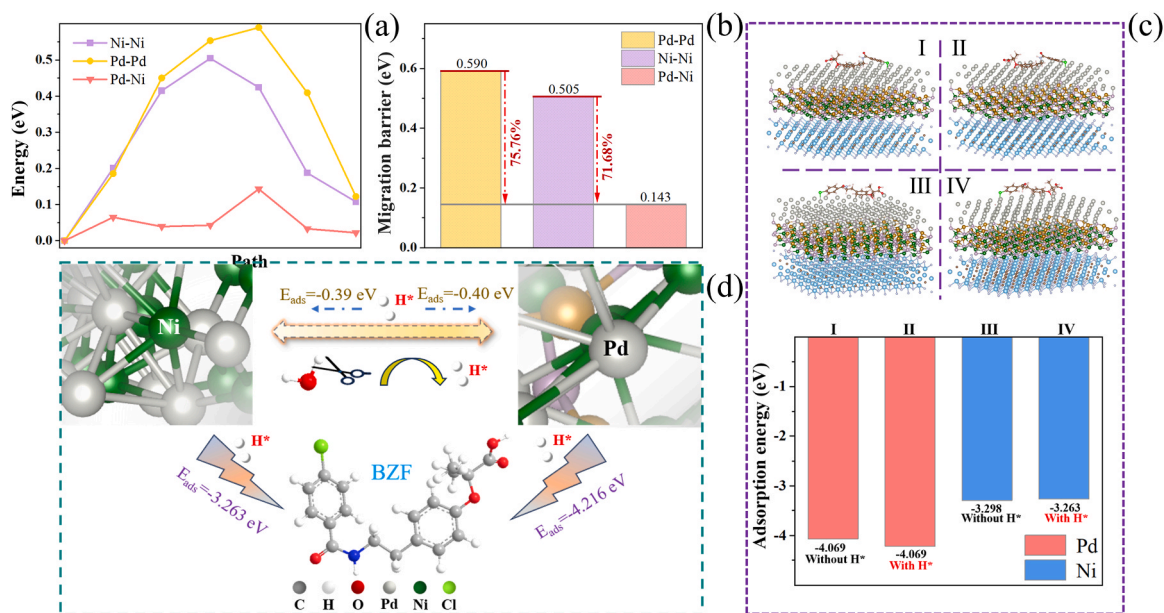 (a)
Energy (eV)
0.5
0.4
0.3
0.2
0.1
0.0
Ni-Ni
Pd-Pd
Pd-Ni
Path
(b)
Migration barrier (eV)
0.6
0.4
0.2
0.0
0.590
0.505
0.143
75.76%
71.68%
Pd-Pd
Ni-Ni
Pd-Ni
(c)
I
II
III
IV
(d)
Ni
Pd
Eads=-0.39 eV
H*
Eads=-0.40 eV
H*
H*
H*
Eads=-3.263 eV
BZF
Eads=-4.216 eV
C H O Pd Ni Cl
I II III IV
Adsorption energy (eV)
-1
-2
-3
-4
-4.069
Without H*
-4.069
With H*
-3.298
Without H*
-3.263
With H*
Pd
Ni